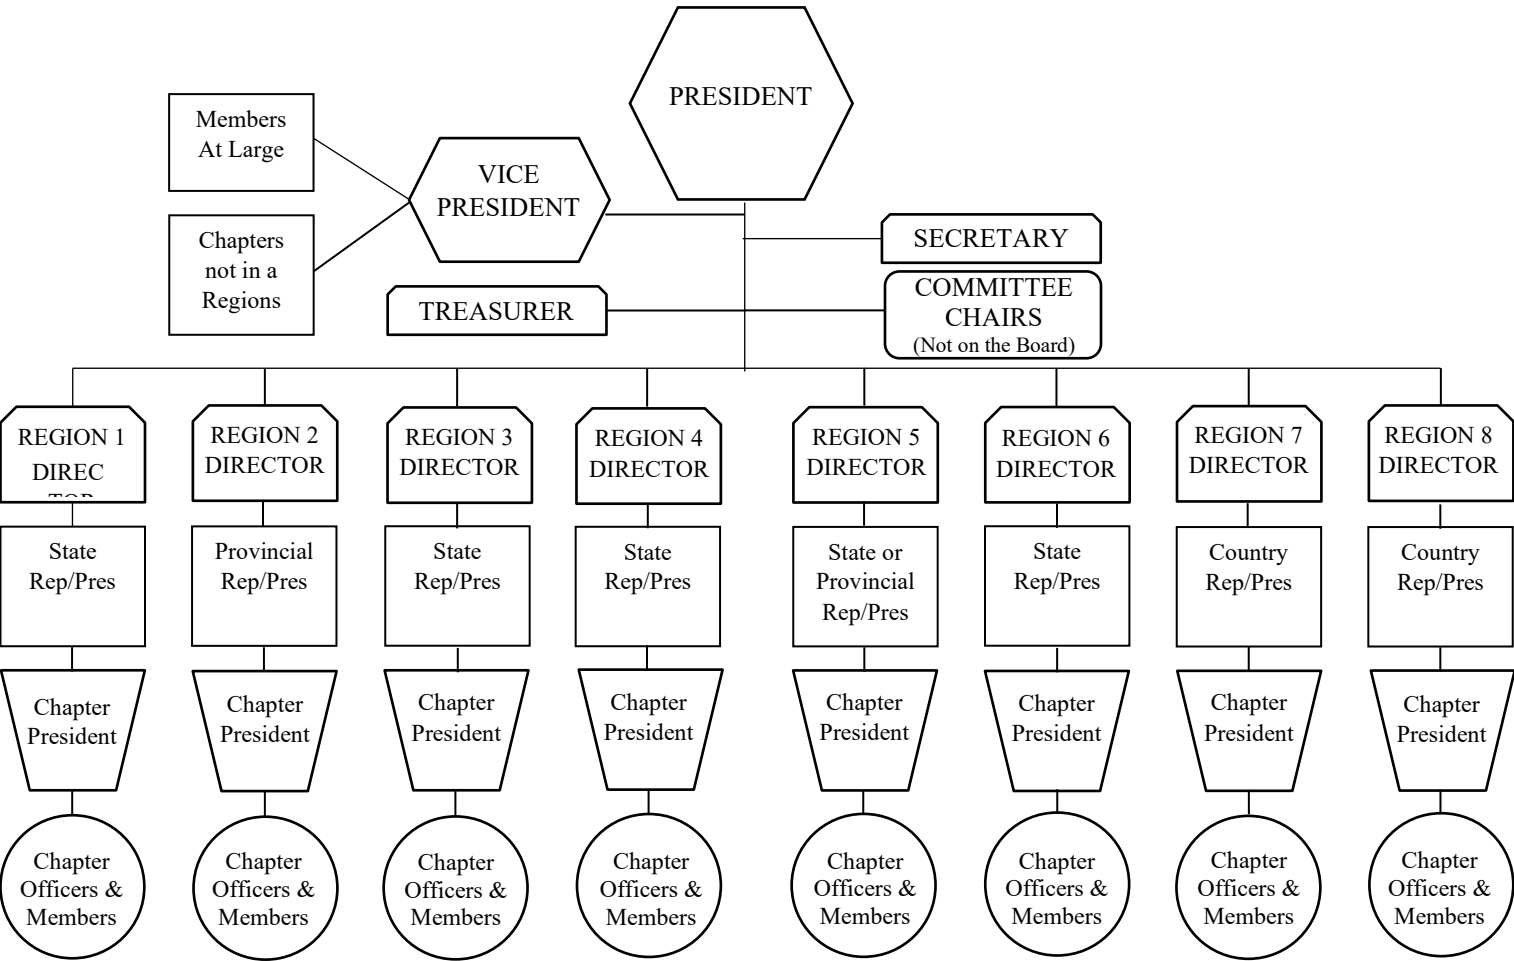 PRESIDENT
Members
At Large
VICE
PRESIDENT
Chapters
not in a
Regions
SECRETARY
TREASURER
COMMITTEE
CHAIRS
(Not on the Board)
REGION 1
DIREC
TOR
REGION 2
DIRECTOR
REGION 3
DIRECTOR
REGION 4
DIRECTOR
REGION 5
DIRECTOR
REGION 6
DIRECTOR
REGION 7
DIRECTOR
REGION 8
DIRECTOR
State
Rep/Pres
Provincial
Rep/Pres
State
Rep/Pres
State
Rep/Pres
State or
Provincial
Rep/Pres
State
Rep/Pres
Country
Rep/Pres
Country
Rep/Pres
Chapter
President
Chapter
President
Chapter
President
Chapter
President
Chapter
President
Chapter
President
Chapter
President
Chapter
President
Chapter
Officers &
Members
Chapter
Officers &
Members
Chapter
Officers &
Members
Chapter
Officers &
Members
Chapter
Officers &
Members
Chapter
Officers &
Members
Chapter
Officers &
Members
Chapter
Officers &
Members